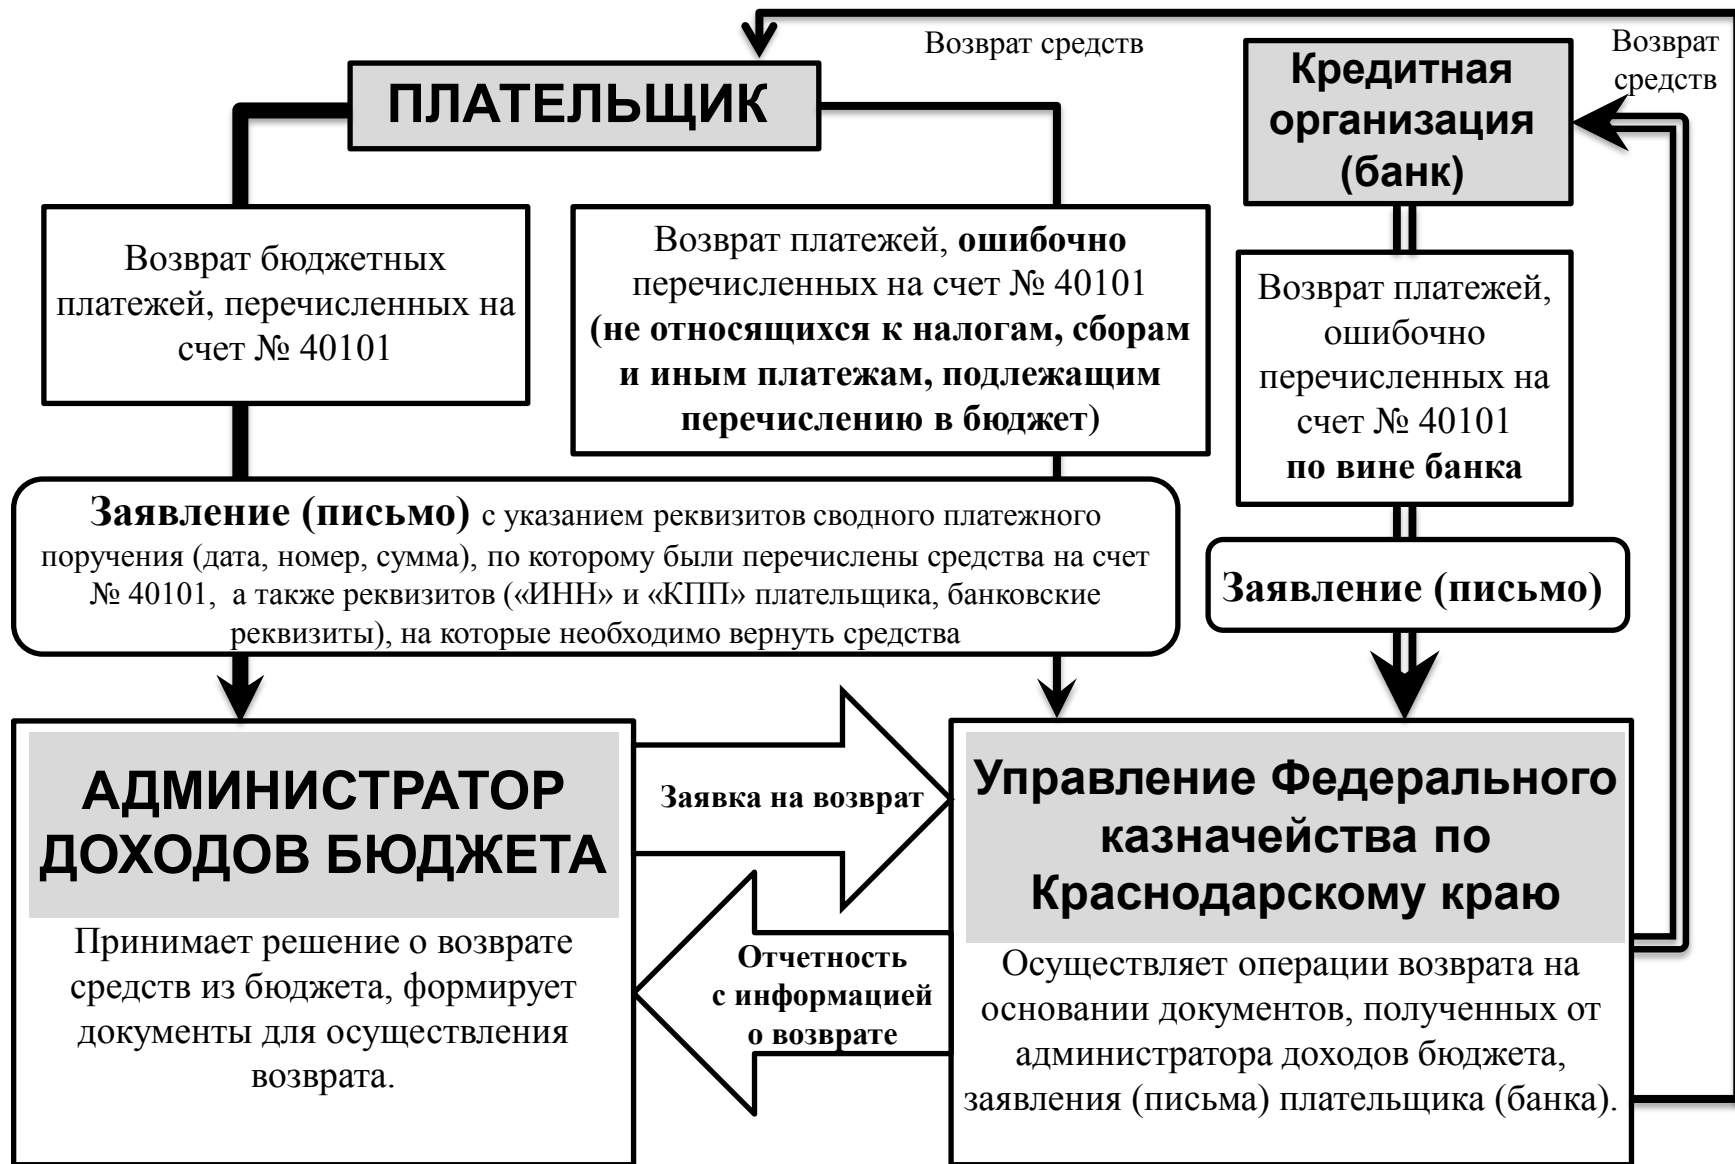 Возврат средств
Возврат
средств
ПЛАТЕЛЬЩИК
Кредитная
организация
(банк)
Возврат бюджетных
платежей, перечисленных на
счет № 40101
Возврат платежей, ошибочно
перечисленных на счет № 40101
(не относящихся к налогам, сборам
и иным платежам, подлежащим
перечислению в бюджет)
Возврат платежей,
ошибочно
перечисленных на
счет № 40101
по вине банка
Заявление (письмо) с указанием реквизитов сводного платежного
поручения (дата, номер, сумма), по которому были перечислены средства на счет
№ 40101, а также реквизитов («ИНН» и «КПП» плательщика, банковские
реквизиты), на которые необходимо вернуть средства
Заявление (письмо)
АДМИНИСТРАТОР
ДОХОДОВ БЮДЖЕТА
Принимает решение о возврате
средств из бюджета, формирует
документы для осуществления
возврата.
Заявка на возврат
Отчетность
с информацией
о возврате
Управление Федерального
казначейства по
Краснодарскому краю
Осуществляет операции возврата на
основании документов, полученных от
администратора доходов бюджета,
заявления (письма) плательщика (банка).